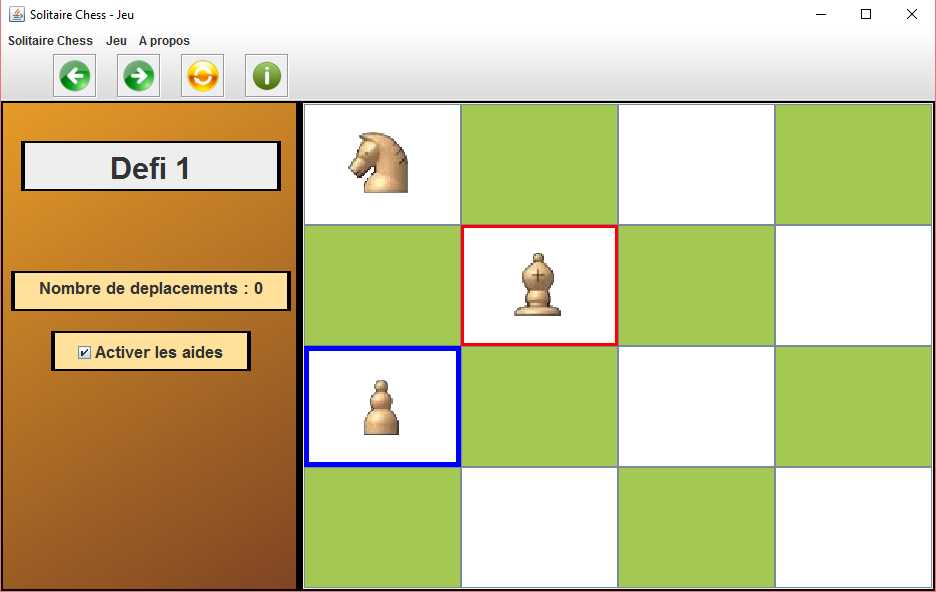 Solitaire Chess - Jeu
Solitaire Chess Jeu A propos
Defi 1
Nombre de deplacements : 0
Activer les aides